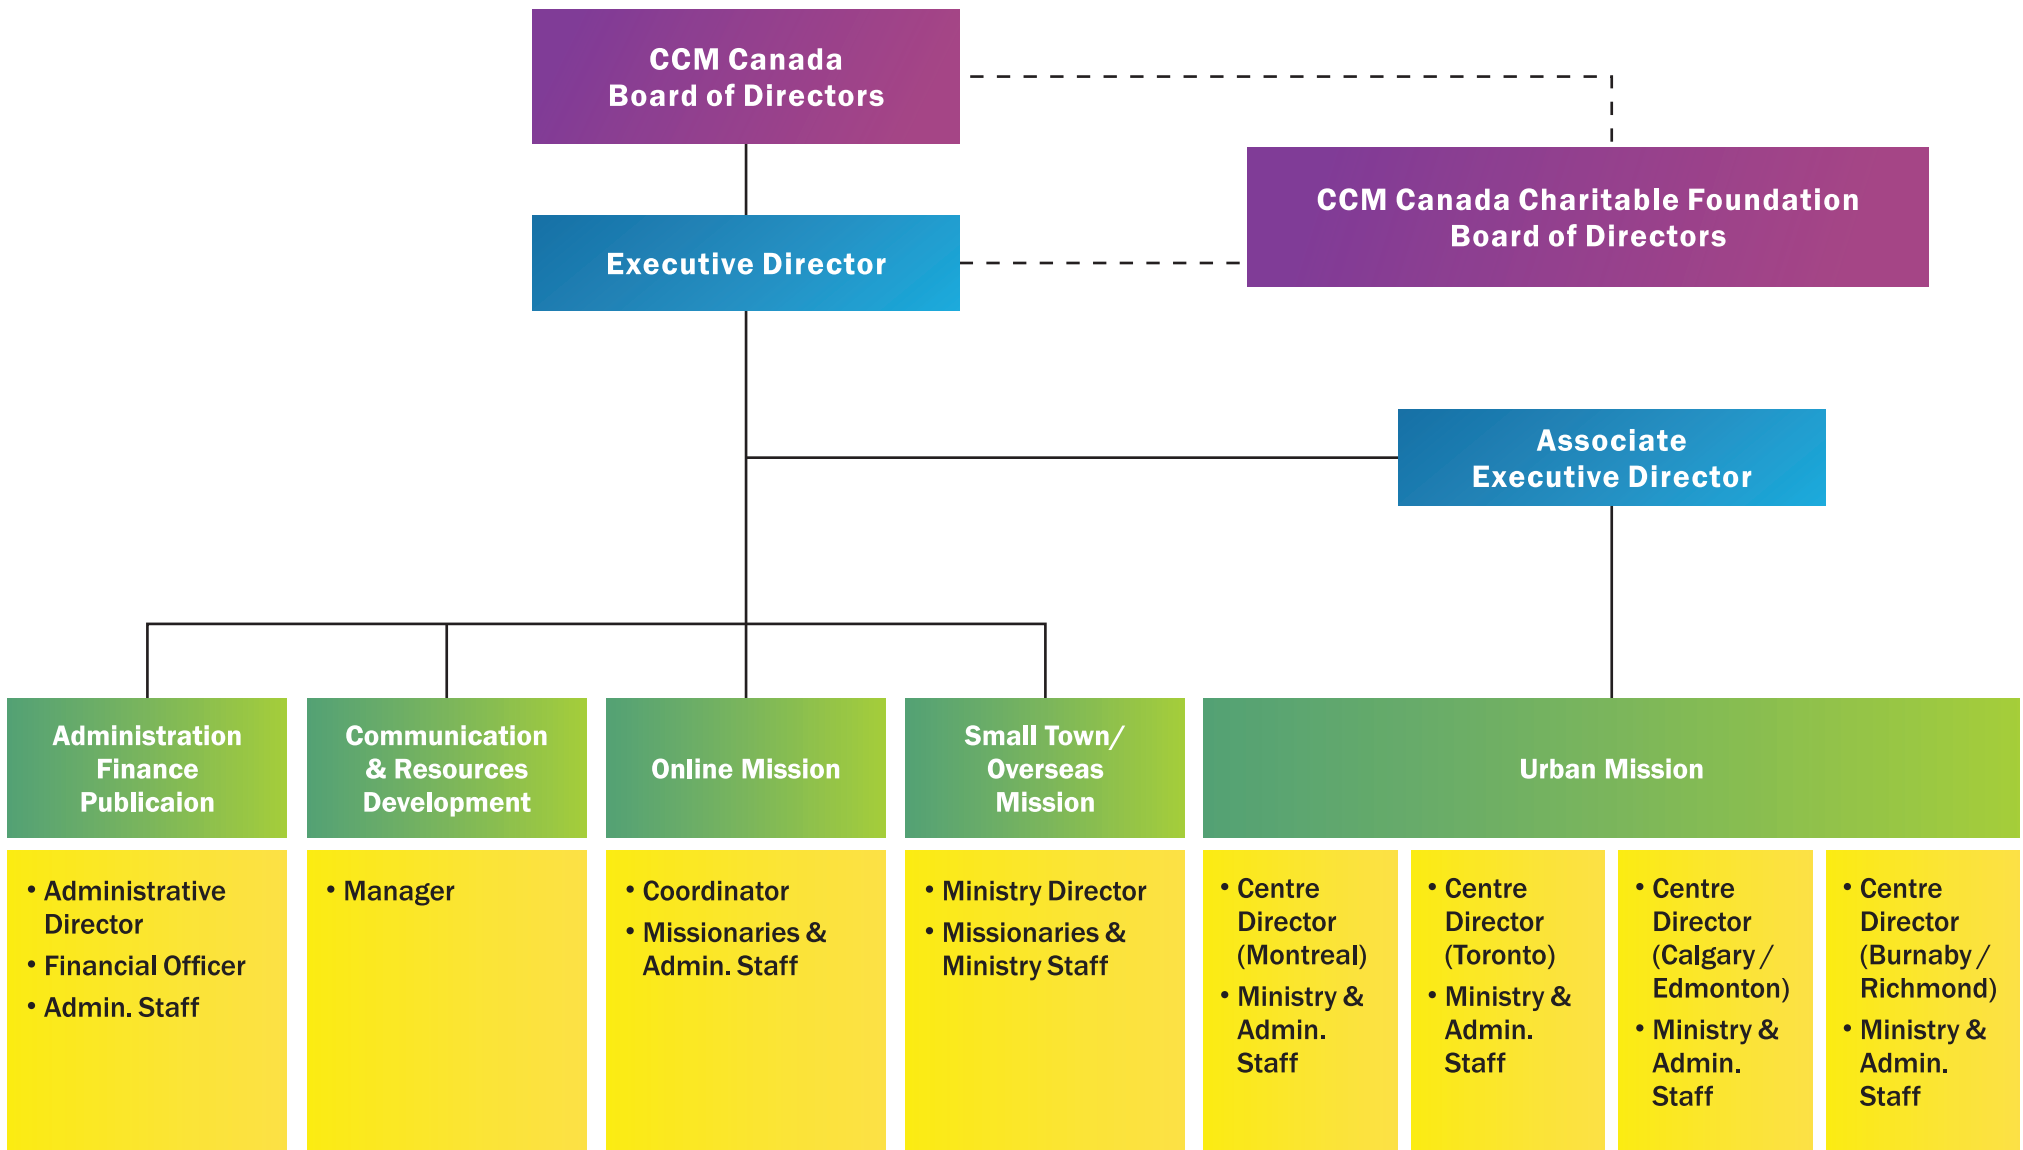 CCM Canada
Board of Directors
CCM Canada Charitable Foundation
Board of Directors
Executive Director
Associate
Executive Director
Administration
Finance
Publicaion
Communication
& Resources
Development
Online Mission
Small Town/
Overseas
Mission
Urban Mission
• Administrative
Director
• Financial Officer
• Admin. Staff
• Manager
• Coordinator
• Missionaries &
Admin. Staff
• Ministry Director
• Missionaries &
Ministry Staff
• Centre
Director
(Montreal)
• Ministry &
Admin.
Staff
• Centre
Director
(Toronto)
• Ministry &
Admin.
Staff
• Centre
Director
(Calgary /
Edmonton)
• Ministry &
Admin.
Staff
• Centre
Director
(Burnaby /
Richmond)
• Ministry &
Admin.
Staff